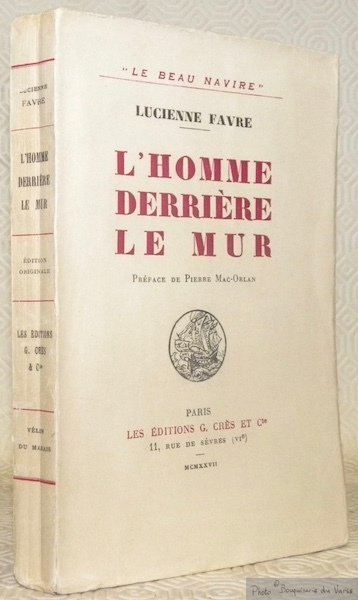 LUCIENNE
FAVRE
L'HOMME
DERRIÈRE
LE MUR
ÉDITION
ORIGINALE
LES ÉDITIONS
G. CRÈS
& Cie
VÉLIN
DU MARAIS
"LE BEAU NAVIRE"
LUCIENNE FAVRE
L'HOMME
DERRIÈRE
LE MUR
PRÉFACE DE PIERRE MAC-ORLAN
PARIS
LES ÉDITIONS G. CRÈS ET Cie
11, RUE DE SÈVRES (VIe)
MCMXXVII
Photo © Bouquinerie du Varis